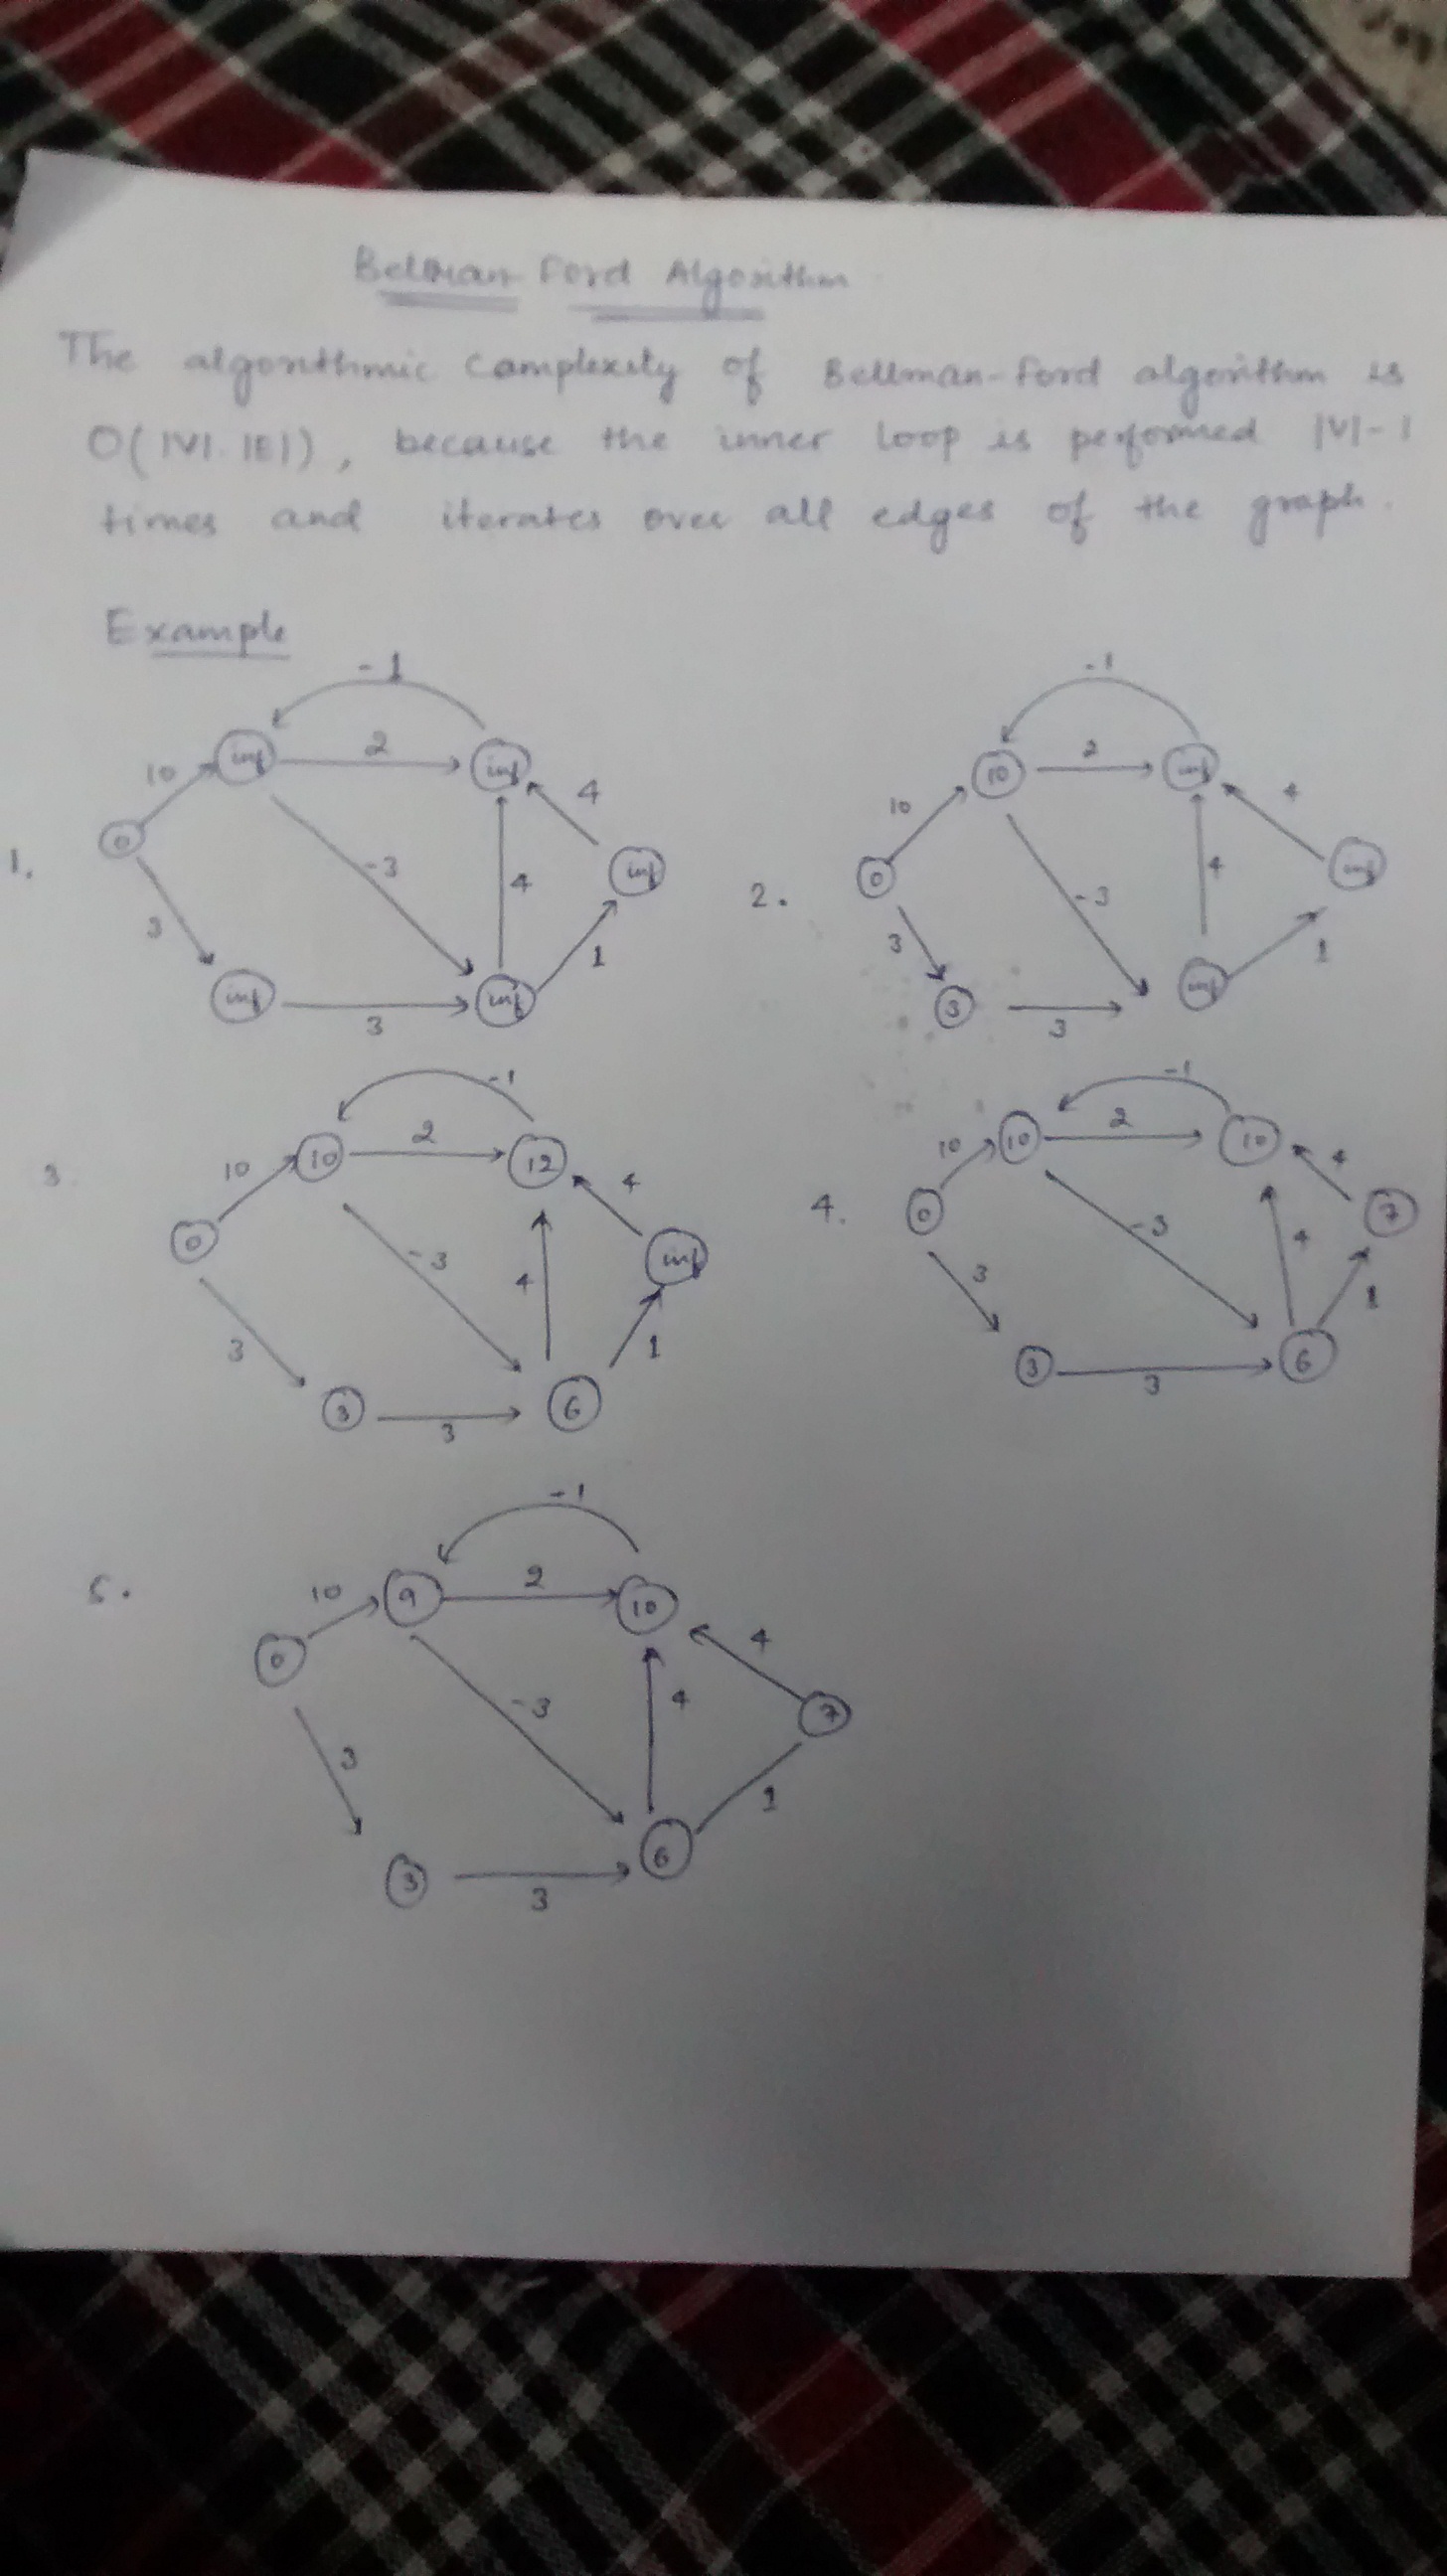 Bellman Ford Algorithm
The algorithmic Complexity of Bellman-Ford algorithm is
O(|V|.|E|), because the inner loop is performed |V|-1
times and iterates over all edges of the graph.
Example
1.
-1
10 inf 2 inf 4
0 -3 4 inf
3 1
inf 3 inf
2.
-1
10 10 2 inf 4
0 -3 4 inf
3 1
3 3 inf
3.
-1
10 10 2 12 4
0 -3 4 inf
3 1
3 3 6
4.
-1
10 10 2 10 4
0 -3 4 7
3 1
3 3 6
5.
-1
10 9 2 10 4
0 -3 4 7
3 1
3 3 6